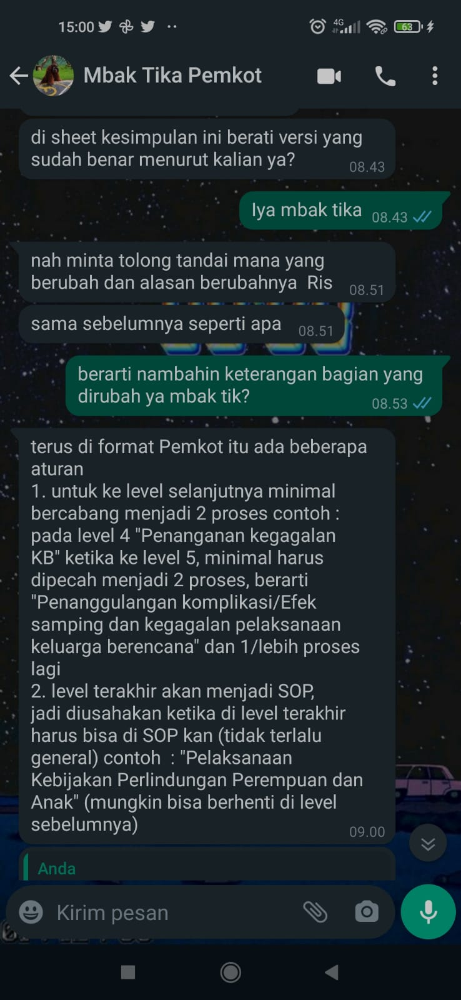 15:00
4G
63
Mbak Tika Pemkot
di sheet kesimpulan ini berati versi yang
sudah benar menurut kalian ya?
08.43
Iya mbak tika
08.43
nah minta tolong tandai mana yang
berubah dan alasan berubahnya  Ris
08.51
sama sebelumnya seperti apa
08.51
berarti nambahin keterangan bagian yang
dirubah ya mbak tik?
08.53
terus di format Pemkot itu ada beberapa
aturan
1. untuk ke level selanjutnya minimal
bercabang menjadi 2 proses contoh :
pada level 4 "Penanganan kegagalan
KB" ketika ke level 5, minimal harus
dipecah menjadi 2 proses, berarti
"Penanggulangan komplikasi/Efek
samping dan kegagalan pelaksanaan
keluarga berencana" dan 1/lebih proses
lagi
2. level terakhir akan menjadi SOP,
jadi diusahakan ketika di level terakhir
harus bisa di SOP kan (tidak terlalu
general) contoh  : "Pelaksanaan
Kebijakan Perlindungan Perempuan dan
Anak" (mungkin bisa berhenti di level
sebelumnya)
09.00
Anda
Kirim pesan